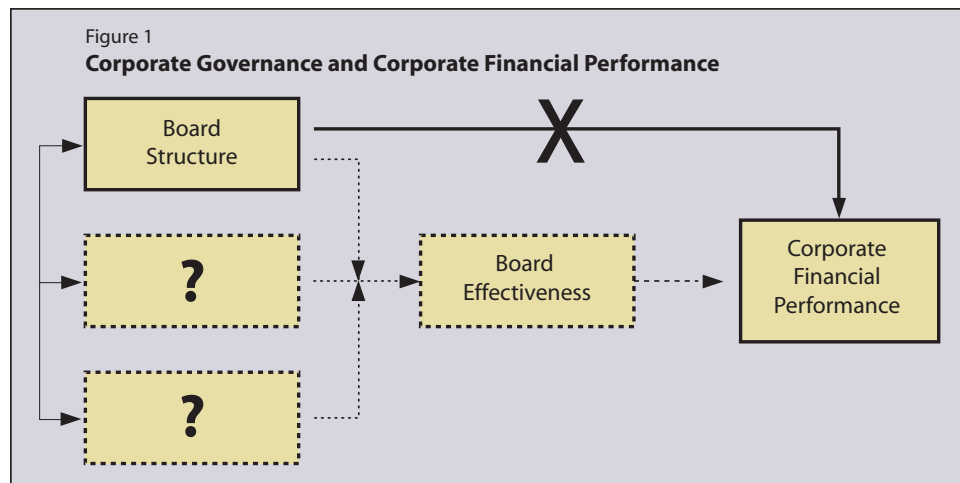 Figure 1
Corporate Governance and Corporate Financial Performance
Board
Structure
X
?
Board
Effectiveness
Corporate
Financial
Performance
?